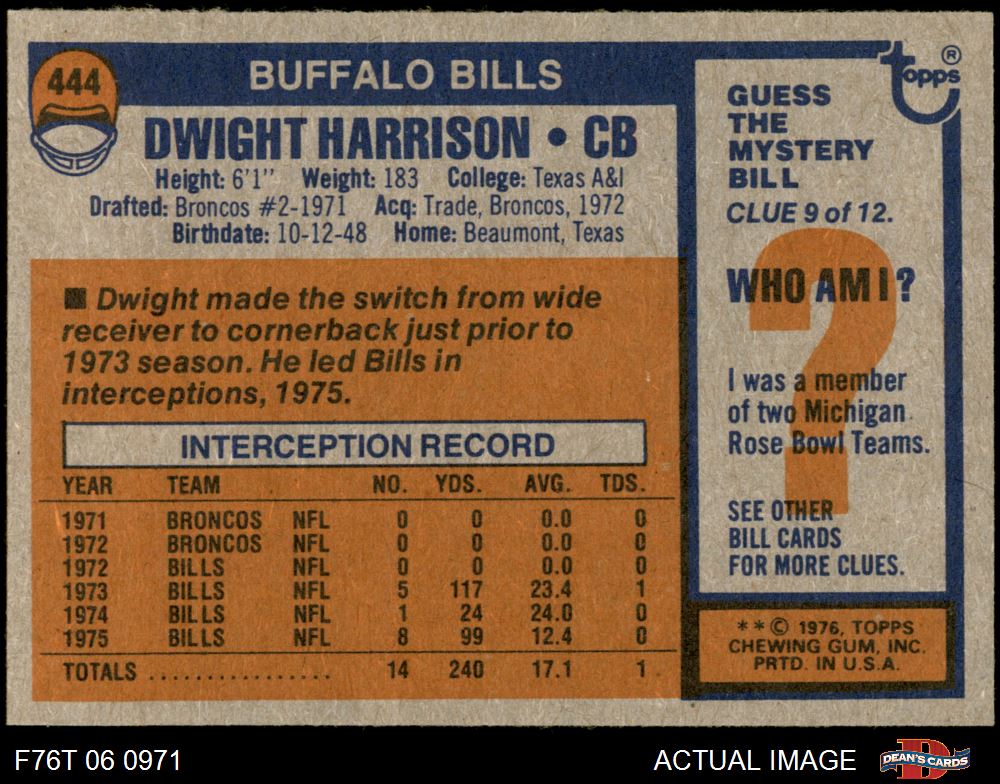 444
BUFFALO BILLS
DWIGHT HARRISON • CB
Height: 6'1" Weight: 183 College: Texas A&I
Drafted: Broncos #2-1971 Acq: Trade, Broncos, 1972
Birthdate: 10-12-48 Home: Beaumont, Texas
■ Dwight made the switch from wide
receiver to cornerback just prior to
1973 season. He led Bills in
interceptions, 1975.
INTERCEPTION RECORD
YEAR TEAM NO. YDS. AVG. TDS.
1971 BRONCOS NFL 0 0 0.0 0
1972 BRONCOS NFL 0 0 0.0 0
1972 BILLS NFL 0 0 0.0 0
1973 BILLS NFL 5 117 23.4 1
1974 BILLS NFL 1 24 24.0 0
1975 BILLS NFL 8 99 12.4 0
TOTALS ................ 14 240 17.1 1
Topps ®
GUESS
THE
MYSTERY
BILL
CLUE 9 of 12.
?
WHO AM I?
I was a member
of two Michigan
Rose Bowl Teams.
SEE OTHER
BILL CARDS
FOR MORE CLUES.
**© 1976, TOPPS
CHEWING GUM, INC.
PRTD. IN U.S.A.
F76T 06 0971
ACTUAL IMAGE
D
DEAN'S CARDS